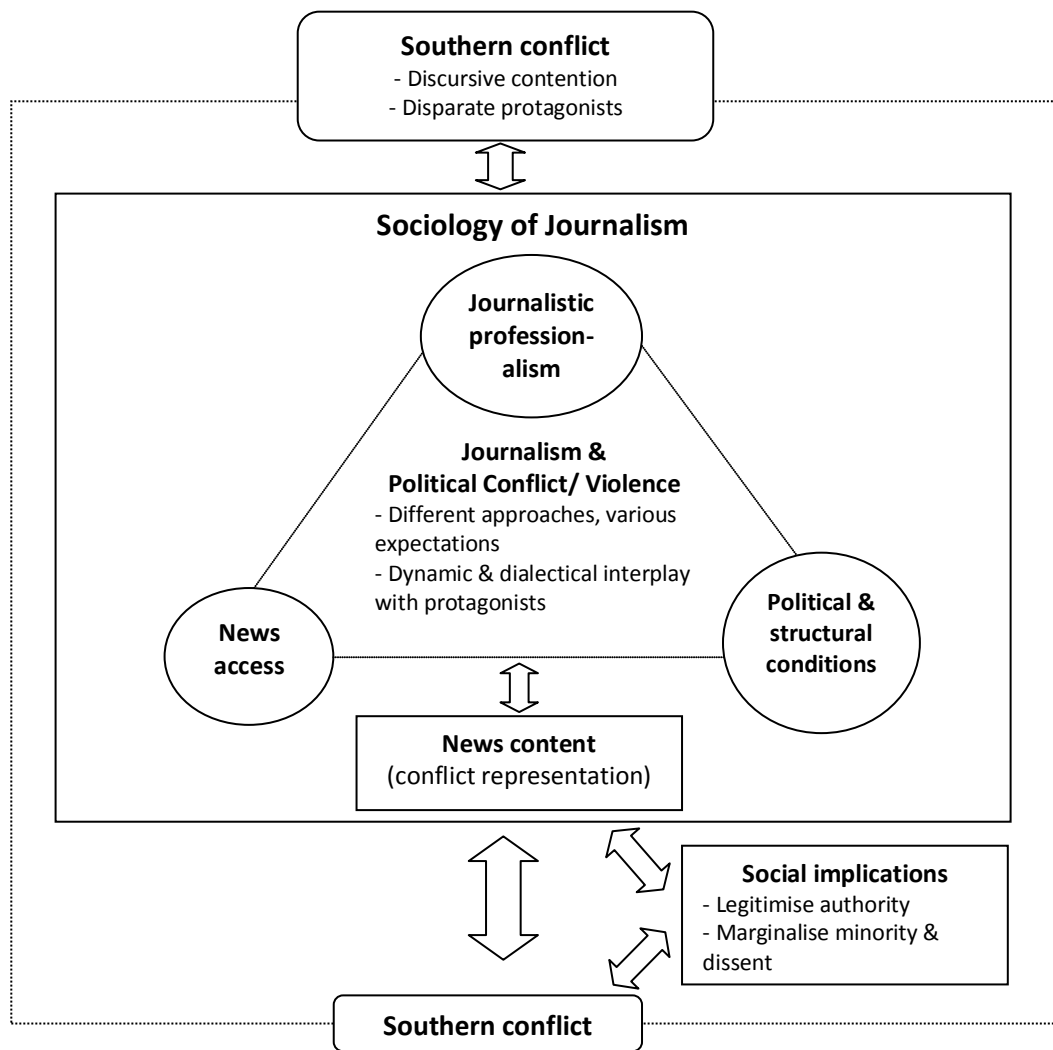 Southern conflict
- Discursive contention
- Disparate protagonists
Sociology of Journalism
Journalistic
profession-
alism
Journalism &
Political Conflict/ Violence
- Different approaches, various
expectations
- Dynamic & dialectical interplay
with protagonists
News
access
Political &
structural
conditions
News content
(conflict representation)
Social implications
- Legitimise authority
- Marginalise minority &
dissent
Southern conflict